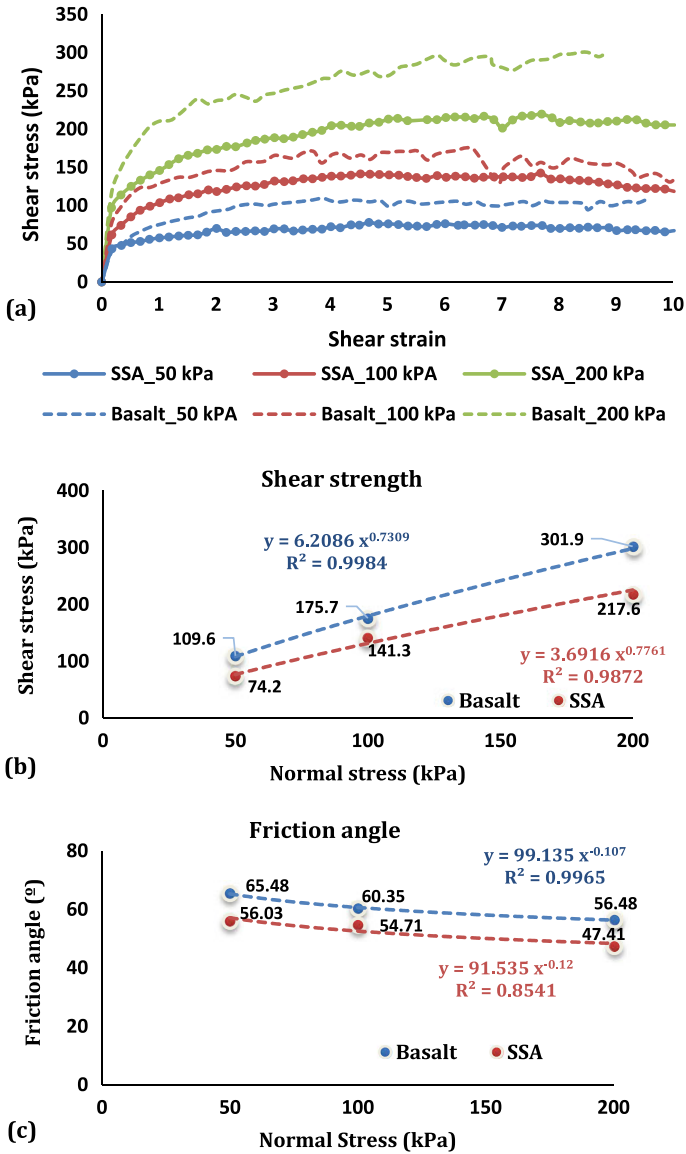 Shear stress (kPa)
350
300
250
200
150
100
50
0
0 1 2 3 4 5 6 7 8 9 10
(a)
Shear strain
SSA_50 kPa SSA_100 kPA SSA_200 kPa
Basalt_50 kPA Basalt_100 kPa Basalt_200 kPa
Shear strength
Shear stress (kPa)
400
300
200
100
0
y = 6.2086 x^0.7309
R² = 0.9984
301.9
175.7
109.6
217.6
141.3
74.2
y = 3.6916 x^0.7761
R² = 0.9872
Basalt SSA
0 50 100 150 200
(b)
Normal stress (kPa)
Friction angle
Friction angle (º)
80
60
40
20
0
y = 99.135 x^-0.107
R² = 0.9965
65.48
60.35
56.48
56.03
54.71
47.41
y = 91.535 x^-0.12
R² = 0.8541
Basalt SSA
0 50 100 150 200
(c)
Normal Stress (kPa)